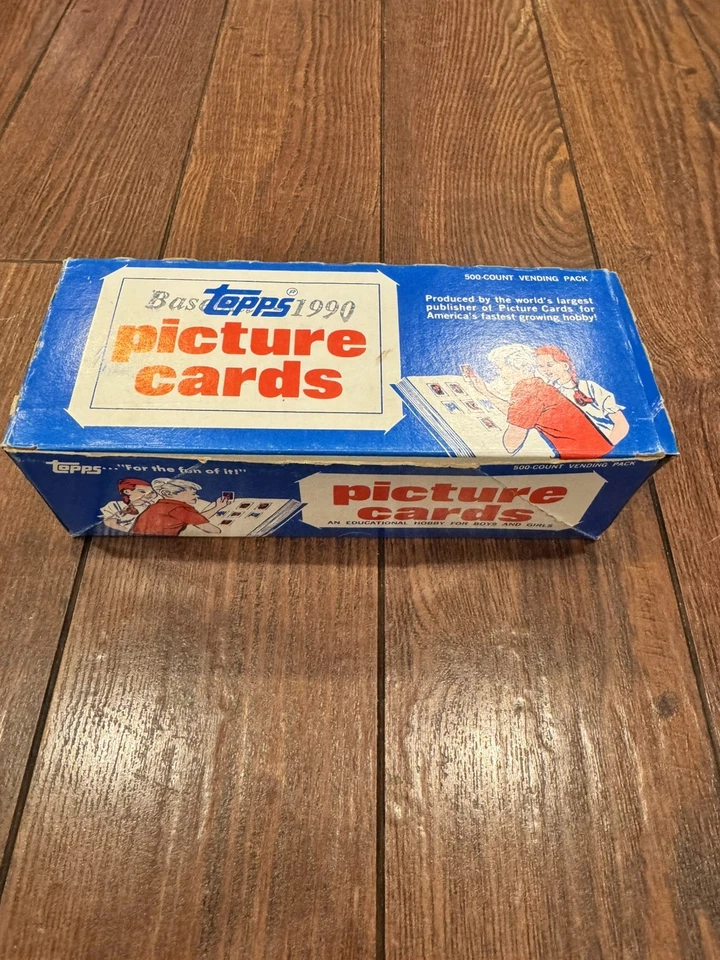 500-COUNT VENDING PACK
topps® 1990
picture
cards
Produced by the world's largest
publisher of Picture Cards for
America's fastest growing hobby!
topps..."For the fun of it!"
500-COUNT VENDING PACK
picture
cards
AN EDUCATIONAL HOBBY FOR BOYS AND GIRLS